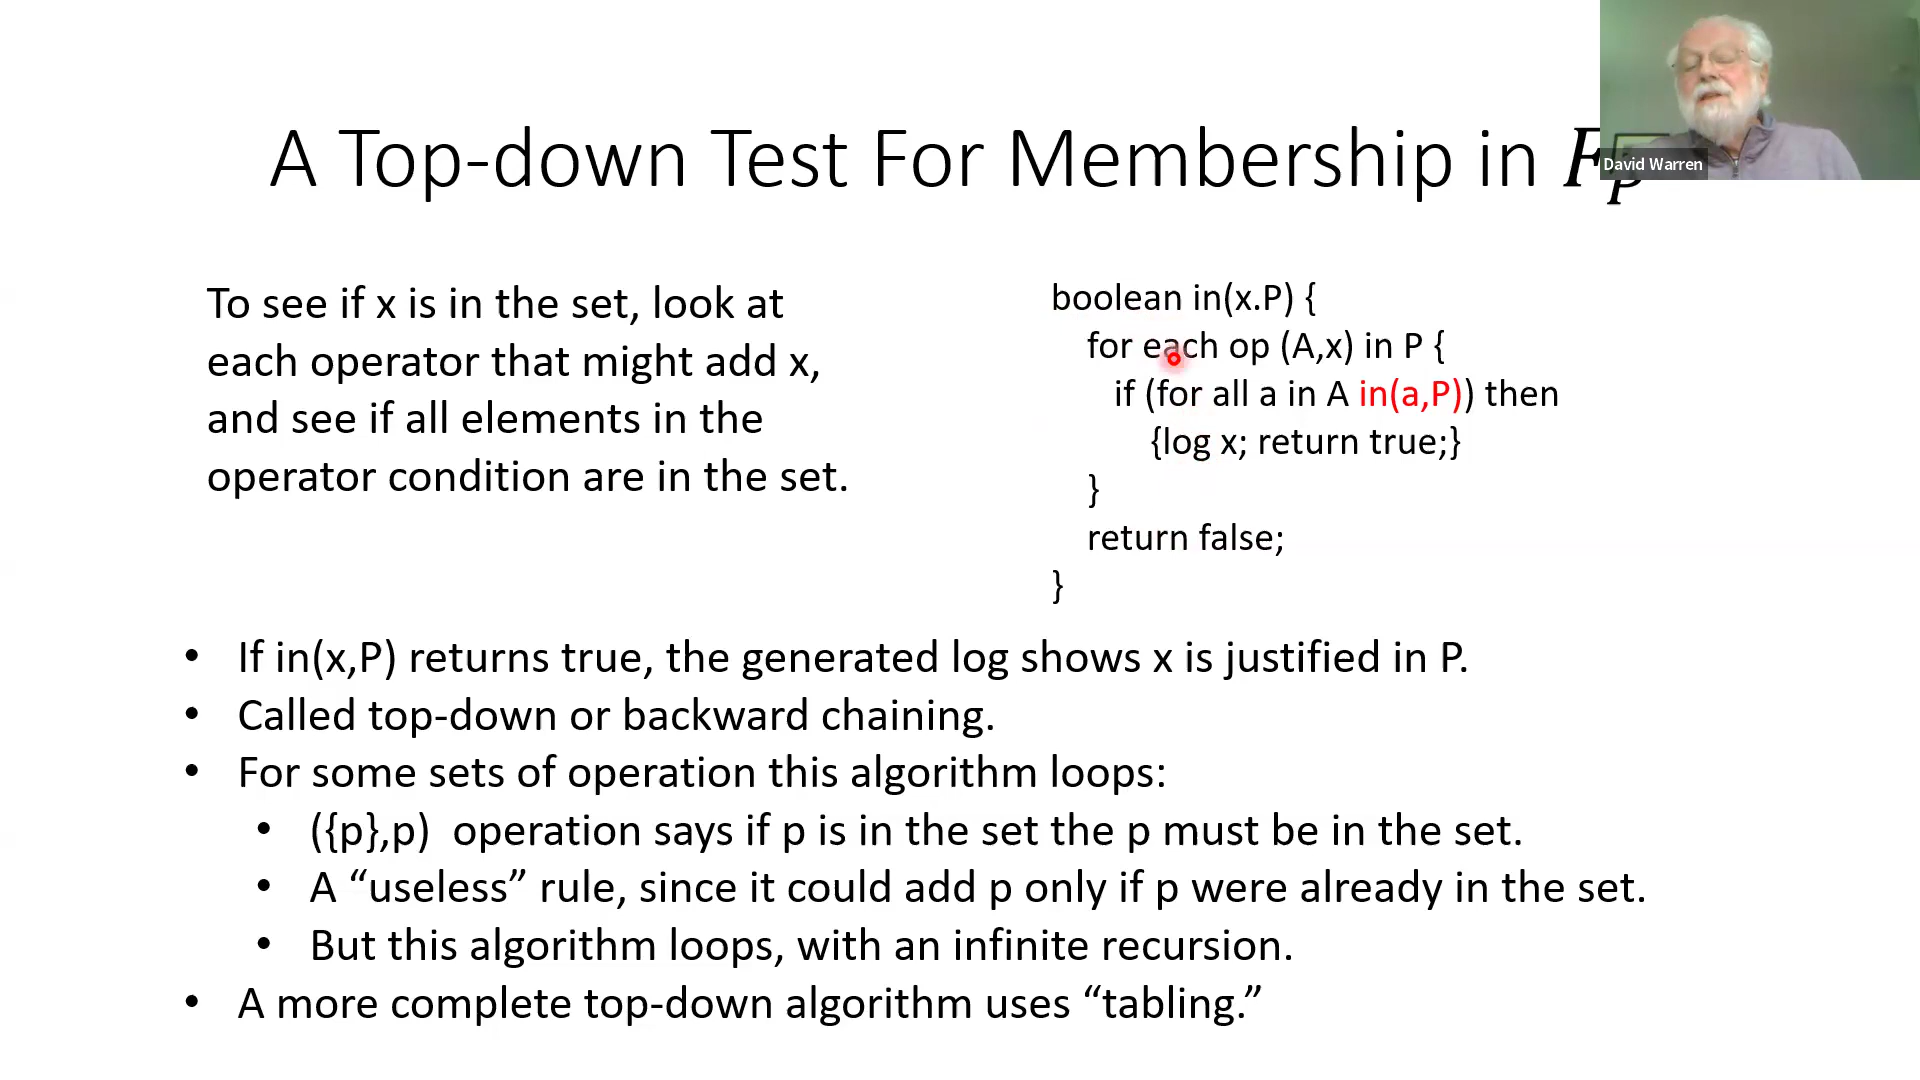 A Top-down Test For Membership in F_P
David Warren
To see if x is in the set, look at
each operator that might add x,
and see if all elements in the
operator condition are in the set.
boolean in(x.P) {
for each op (A,x) in P {
if (for all a in A in(a,P)) then
{log x; return true;}
}
return false;
}
• If in(x,P) returns true, the generated log shows x is justified in P.
• Called top-down or backward chaining.
• For some sets of operation this algorithm loops:
• ({p},p) operation says if p is in the set the p must be in the set.
• A “useless” rule, since it could add p only if p were already in the set.
• But this algorithm loops, with an infinite recursion.
• A more complete top-down algorithm uses “tabling.”